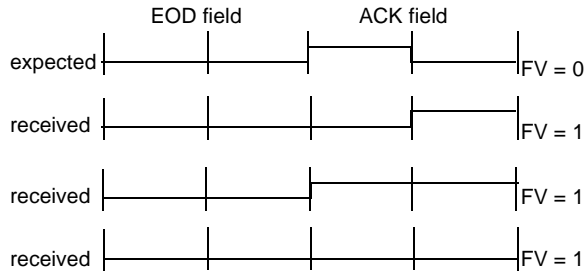 EOD field ACK field
expected FV = 0
received FV = 1
received FV = 1
received FV = 1